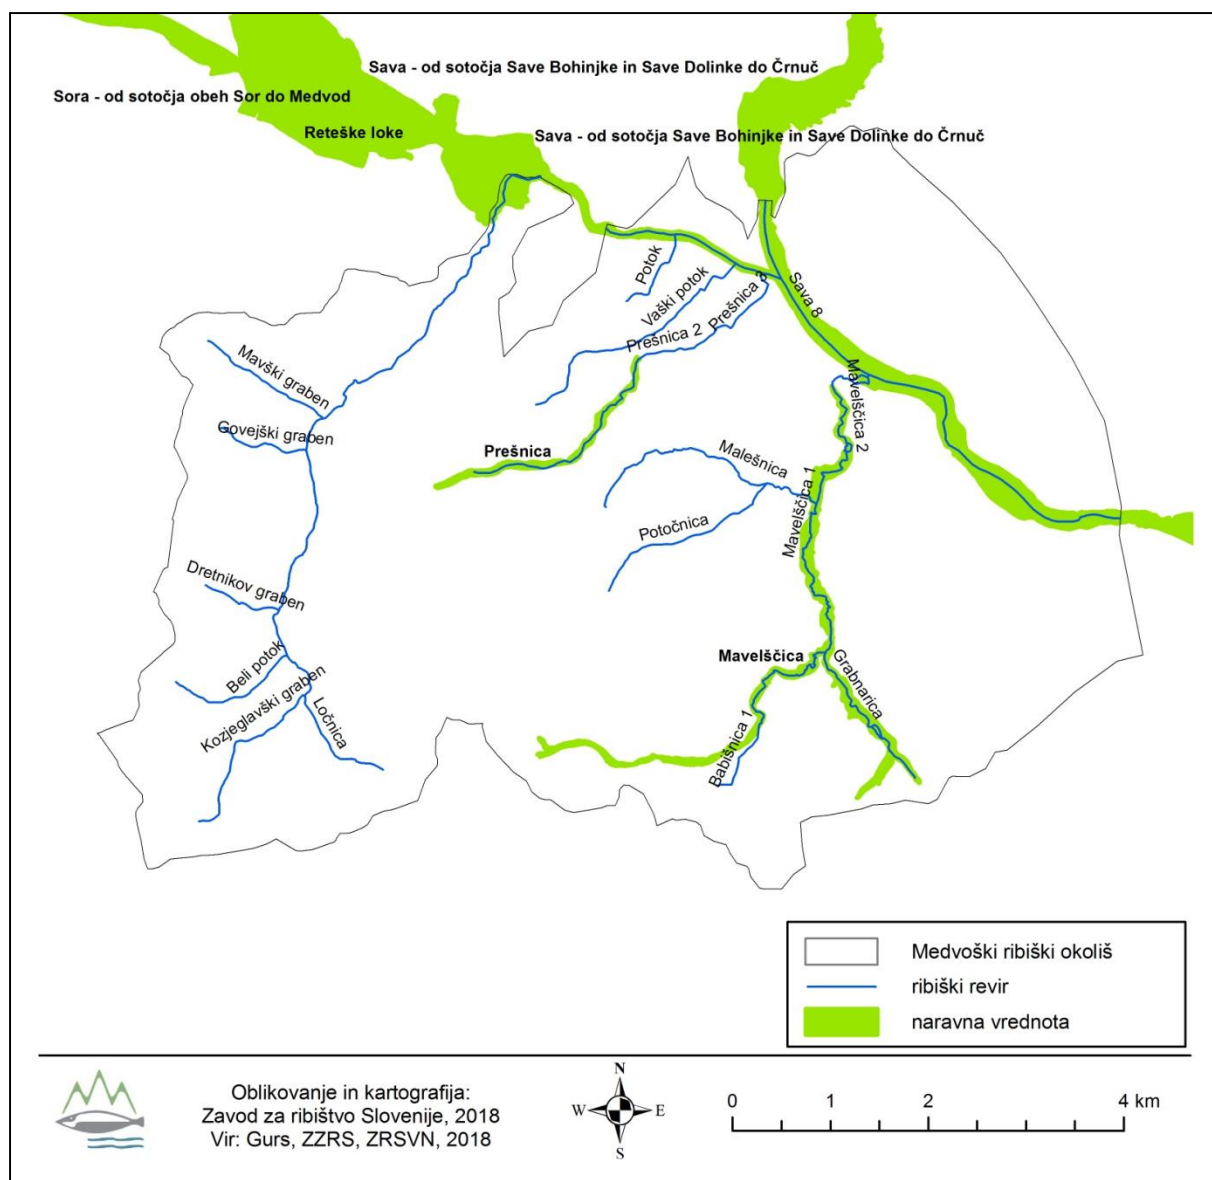 Sava - od sotočja Save Bohinjke in Save Dolinke do Črnuč
Sora - od sotočja obeh Sor do Medvod
Reteške loke
Sava - od sotočja Save Bohinjke in Save Dolinke do Črnuč
Potok
Vaški potok
Prešnica 3
Sava 8
Prešnica 2
Mavški graben
Govejški graben
Mavelščica 2
Prešnica
Malešnica
Mavelščica 1
Potočnica
Dretnikov graben
Beli potok
Kozjeglavški graben
Ločnica
Mavelščica
Grabnarica
Babišnica 1
Medvoški ribiški okoliš
ribiški revir
naravna vrednota
Oblikovanje in kartografija:
Zavod za ribištvo Slovenije, 2018
Vir: Gurs, ZZRS, ZRSVN, 2018
N
W
E
S
0 1 2 4 km